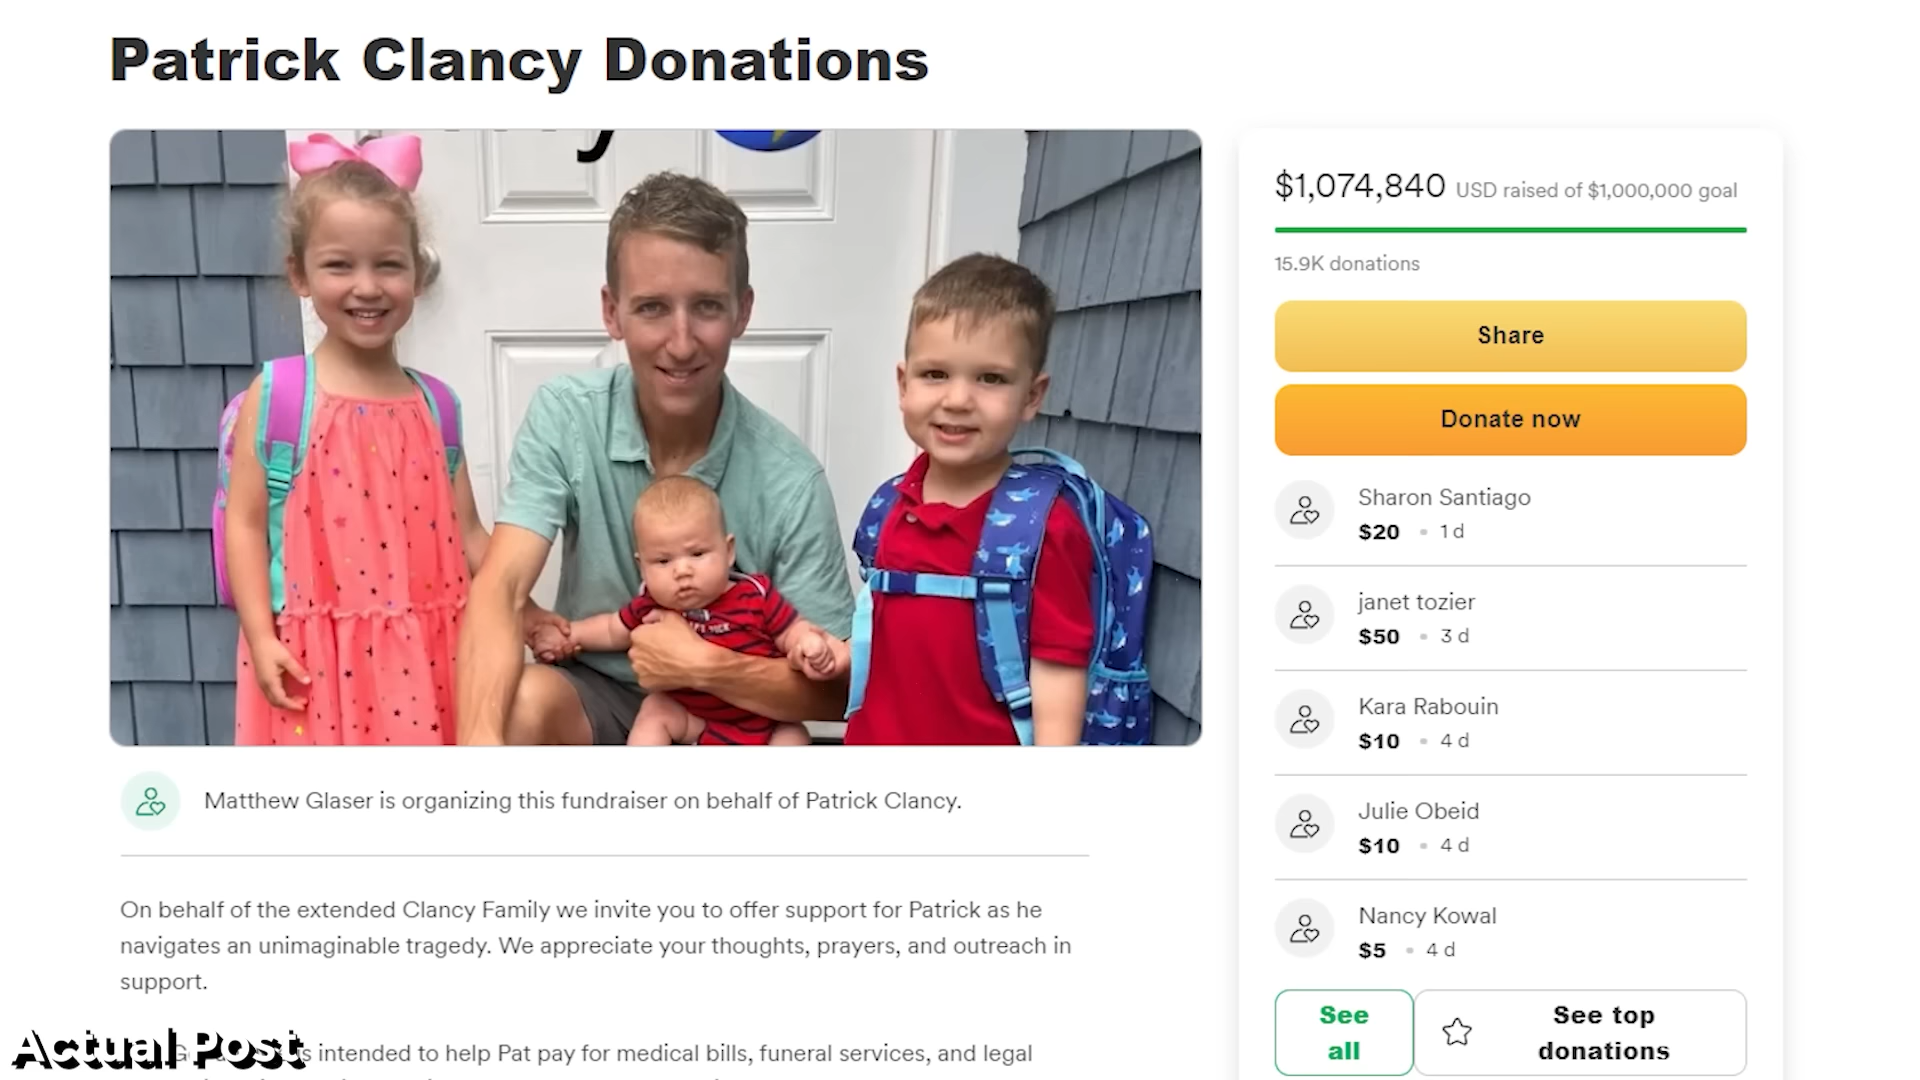 Patrick Clancy Donations
y
$1,074,840 USD raised of $1,000,000 goal
15.9K donations
Share
Donate now
Sharon Santiago
$20 • 1 d
janet tozier
$50 • 3 d
Kara Rabouin
$10 • 4 d
Julie Obeid
$10 • 4 d
Nancy Kowal
$5 • 4 d
See all
See top donations
Matthew Glaser is organizing this fundraiser on behalf of Patrick Clancy.
On behalf of the extended Clancy Family we invite you to offer support for Patrick as he
navigates an unimaginable tragedy. We appreciate your thoughts, prayers, and outreach in
support.
is intended to help Pat pay for medical bills, funeral services, and legal
Actual Post